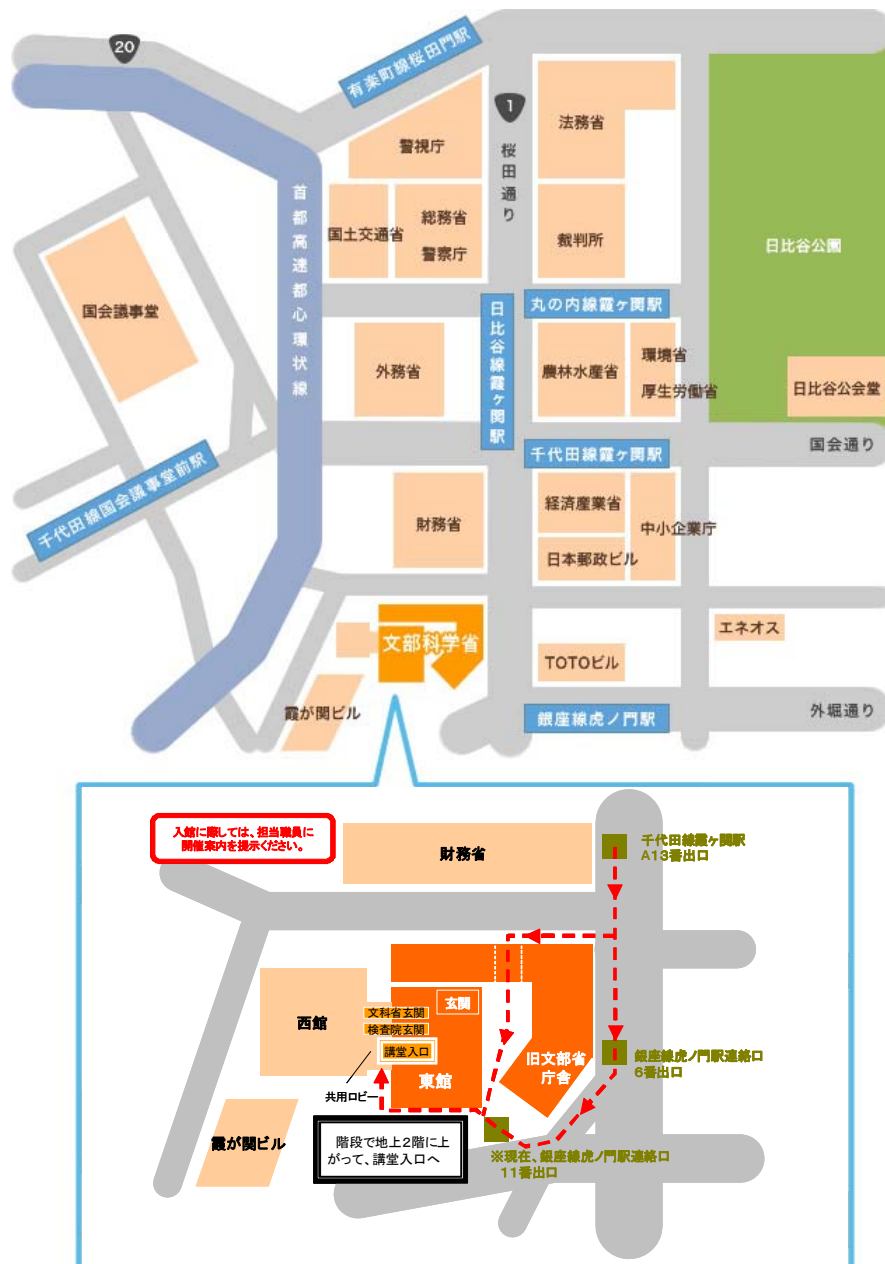 20
有楽町線桜田門駅
1
桜田通り
法務省
警視庁
首都高速都心環状線
国土交通省
総務省
警察庁
裁判所
日比谷公園
国会議事堂
日比谷線霞ヶ関駅
丸の内線霞ヶ関駅
外務省
農林水産省
環境省
厚生労働省
日比谷公会堂
千代田線国会議事堂前駅
千代田線霞ヶ関駅
国会通り
財務省
経済産業省
中小企業庁
日本郵政ビル
文部科学省
エネオス
TOTOビル
霞が関ビル
銀座線虎ノ門駅
外堀通り
入館に際しては、担当職員に
開催案内を提示ください。
財務省
千代田線霞ヶ関駅
A13番出口
西館
文科省玄関
検査院玄関
講堂入口
玄関
東館
共用ロビー
旧文部省
庁舎
銀座線虎ノ門駅連絡口
6番出口
霞が関ビル
階段で地上2階に上
がって、講堂入口へ
※現在、銀座線虎ノ門駅連絡口
11番出口